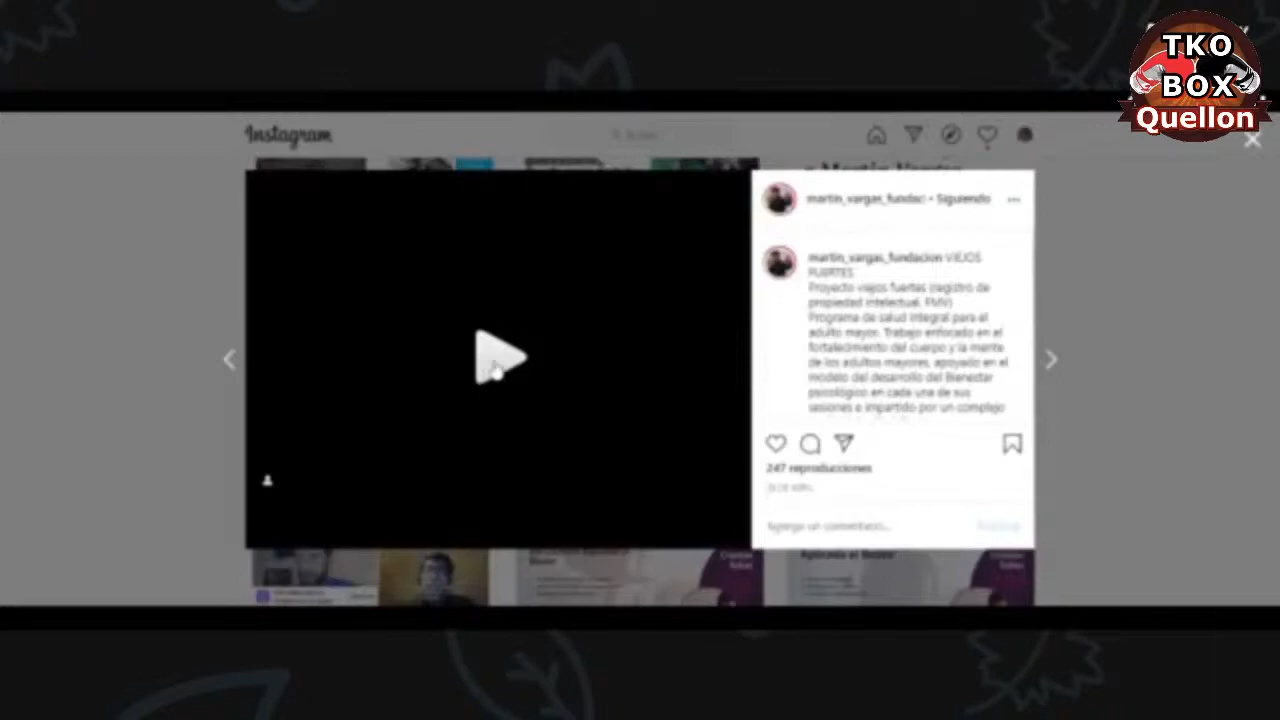 TKO
BOX
Quellon
Instagram
martin_vargas_fundaci • Siguiendo
martin_vargas_fundacion VIEJOS
FUERTES
Proyecto viejos fuertes (registro de
propiedad intelectual. FMV)
Programa de salud integral para el
adulto mayor. Trabajo enfocado en el
fortalecimiento del cuerpo y la mente
de los adultos mayores, apoyado en el
modelo del desarrollo del Bienestar
psicológico en cada una de sus
sesiones e impartido por un complejo
247 reproducciones
Agrega un comentario...